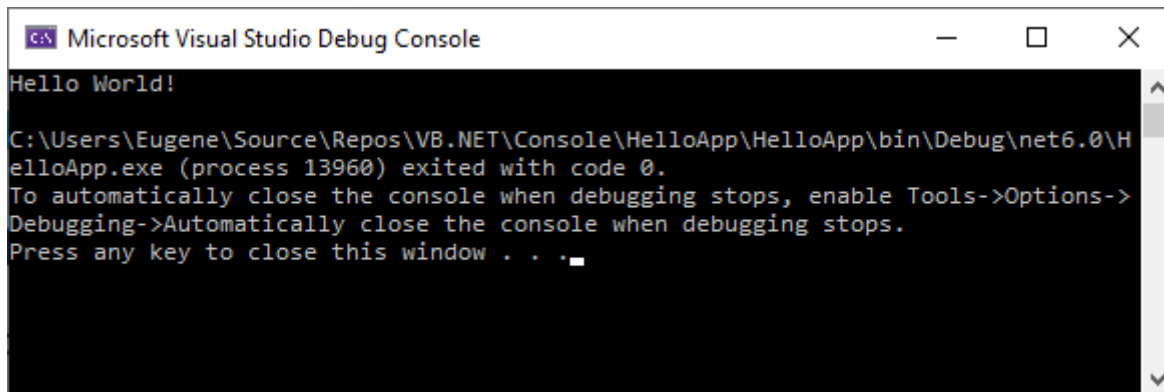 Microsoft Visual Studio Debug Console
Hello World!
C:\Users\Eugene\Source\Repos\VB.NET\Console\HelloApp\HelloApp\bin\Debug\net6.0\H
elloApp.exe (process 13960) exited with code 0.
To automatically close the console when debugging stops, enable Tools->Options->
Debugging->Automatically close the console when debugging stops.
Press any key to close this window . . .